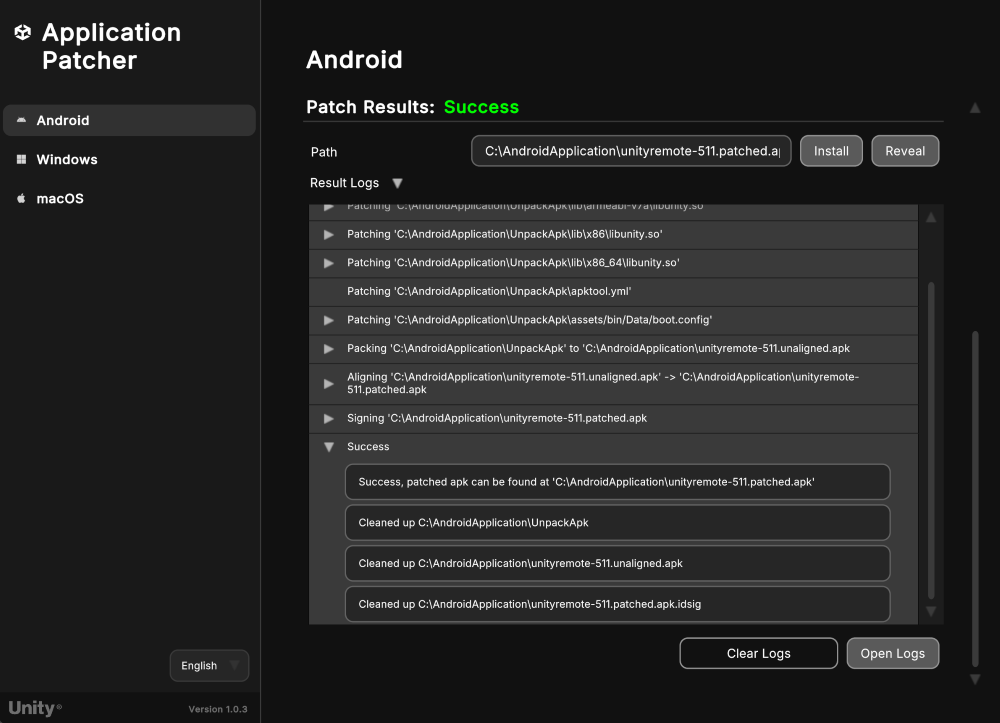 Application
Patcher
Android
Windows
macOS
English
Unity®
Version 1.0.3
Android
Patch Results: Success
Path
C:\AndroidApplication\unityremote-511.patched.a
Install
Reveal
Result Logs
Patching 'C:\AndroidApplication\UnpackApk\lib\armeabi-v7a\libunity.so'
Patching 'C:\AndroidApplication\UnpackApk\lib\x86\libunity.so'
Patching 'C:\AndroidApplication\UnpackApk\lib\x86_64\libunity.so'
Patching 'C:\AndroidApplication\UnpackApk\apktool.yml'
Patching 'C:\AndroidApplication\UnpackApk\assets/bin/Data/boot.config'
Packing 'C:\AndroidApplication\UnpackApk' to 'C:\AndroidApplication\unityremote-511.unaligned.apk
Aligning 'C:\AndroidApplication\unityremote-511.unaligned.apk' -> 'C:\AndroidApplication\unityremote-
511.patched.apk
Signing 'C:\AndroidApplication\unityremote-511.patched.apk
Success
Success, patched apk can be found at 'C:\AndroidApplication\unityremote-511.patched.apk'
Cleaned up C:\AndroidApplication\UnpackApk
Cleaned up C:\AndroidApplication\unityremote-511.unaligned.apk
Cleaned up C:\AndroidApplication\unityremote-511.patched.apk.idsig
Clear Logs
Open Logs